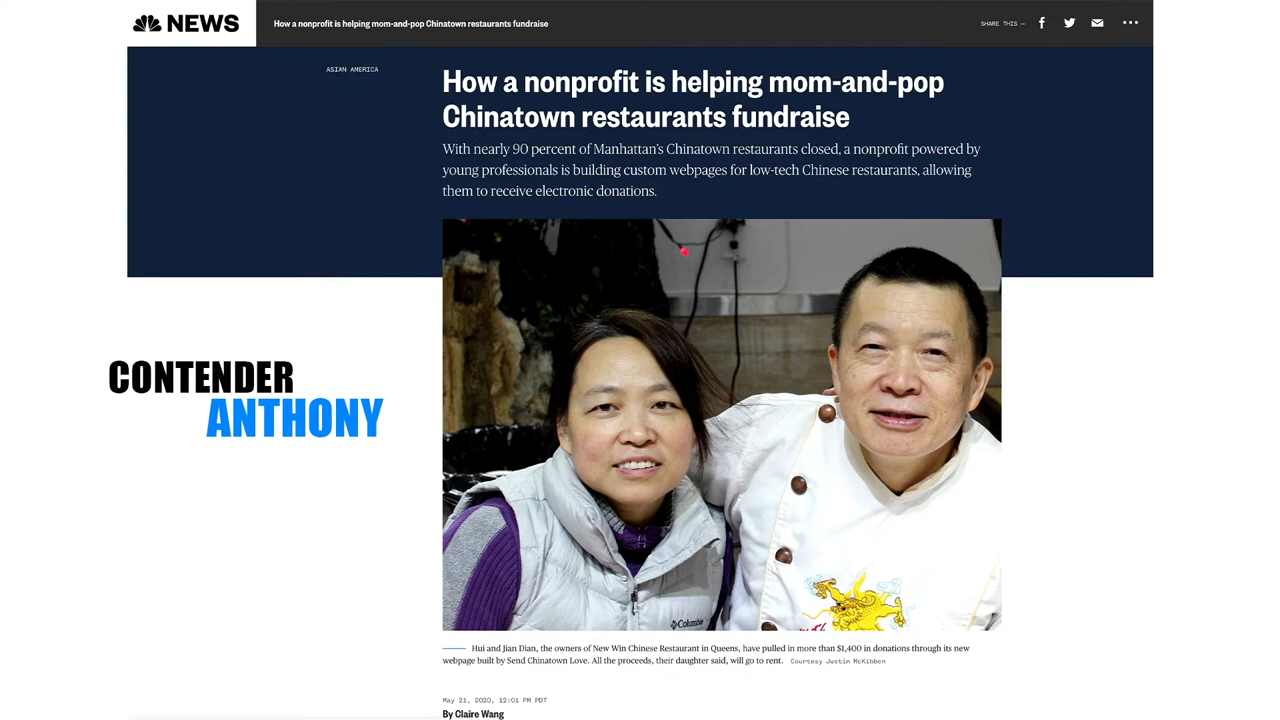 NEWS
How a nonprofit is helping mom-and-pop Chinatown restaurants fundraise
SHARE THIS —
ASIAN AMERICA
How a nonprofit is helping mom-and-pop
Chinatown restaurants fundraise
With nearly 90 percent of Manhattan's Chinatown restaurants closed, a nonprofit powered by
young professionals is building custom webpages for low-tech Chinese restaurants, allowing
them to receive electronic donations.
CONTENDER
ANTHONY
Columbia
Hui and Jian Dian, the owners of New Win Chinese Restaurant in Queens, have pulled in more than $1,400 in donations through its new
webpage built by Send Chinatown Love. All the proceeds, their daughter said, will go to rent. Courtesy Justin McKibben
May 21, 2020, 12:01 PM PDT
By Claire Wang